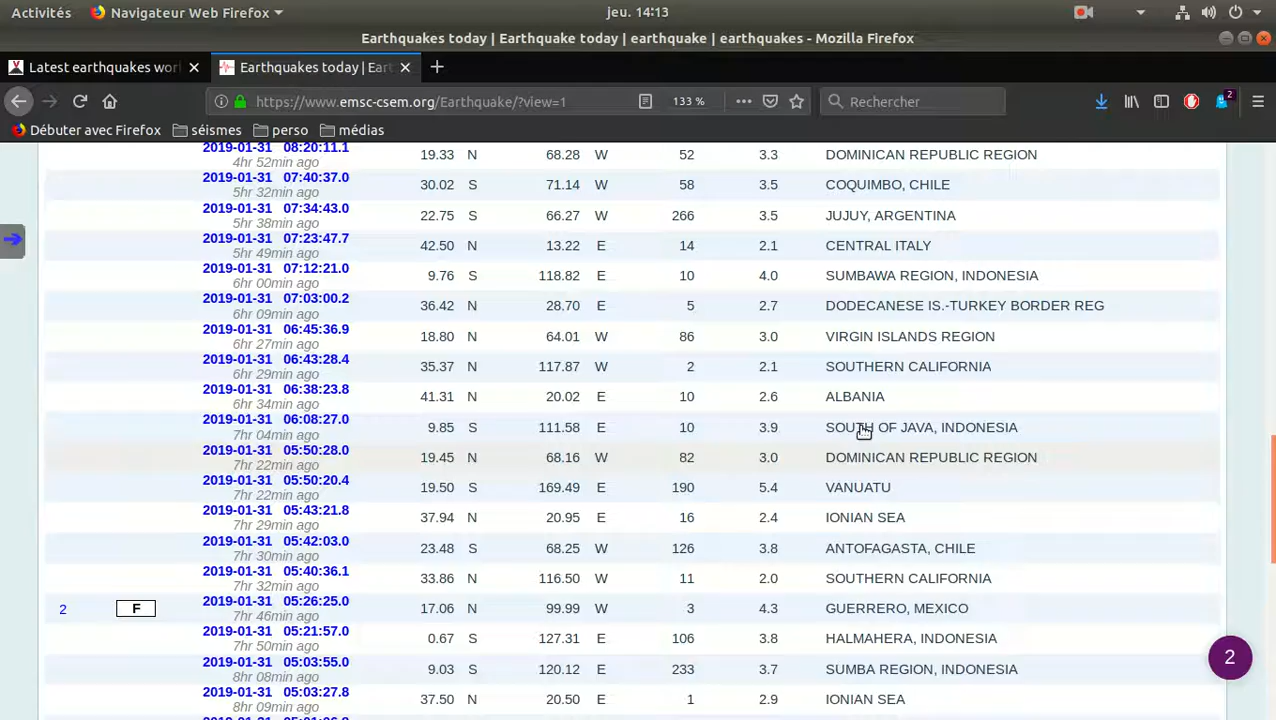 Activités Navigateur Web Firefox jeu. 14:13
Earthquakes today | Earthquake today | earthquake | earthquakes - Mozilla Firefox
Latest earthquakes wor Earthquakes today | Eart
https://www.emsc-csem.org/Earthquake/?view=1 133 % Rechercher 2
Débuter avec Firefox séismes perso médias
2019-01-31 08:20:11.1 19.33 N 68.28 W 52 3.3 DOMINICAN REPUBLIC REGION
4hr 52min ago
2019-01-31 07:40:37.0 30.02 S 71.14 W 58 3.5 COQUIMBO, CHILE
5hr 32min ago
2019-01-31 07:34:43.0 22.75 S 66.27 W 266 3.5 JUJUY, ARGENTINA
5hr 38min ago
2019-01-31 07:23:47.7 42.50 N 13.22 E 14 2.1 CENTRAL ITALY
5hr 49min ago
2019-01-31 07:12:21.0 9.76 S 118.82 E 10 4.0 SUMBAWA REGION, INDONESIA
6hr 00min ago
2019-01-31 07:03:00.2 36.42 N 28.70 E 5 2.7 DODECANESE IS.-TURKEY BORDER REG
6hr 09min ago
2019-01-31 06:45:36.9 18.80 N 64.01 W 86 3.0 VIRGIN ISLANDS REGION
6hr 27min ago
2019-01-31 06:43:28.4 35.37 N 117.87 W 2 2.1 SOUTHERN CALIFORNIA
6hr 29min ago
2019-01-31 06:38:23.8 41.31 N 20.02 E 10 2.6 ALBANIA
6hr 34min ago
2019-01-31 06:08:27.0 9.85 S 111.58 E 10 3.9 SOUTH OF JAVA, INDONESIA
7hr 04min ago
2019-01-31 05:50:28.0 19.45 N 68.16 W 82 3.0 DOMINICAN REPUBLIC REGION
7hr 22min ago
2019-01-31 05:50:20.4 19.50 S 169.49 E 190 5.4 VANUATU
7hr 22min ago
2019-01-31 05:43:21.8 37.94 N 20.95 E 16 2.4 IONIAN SEA
7hr 29min ago
2019-01-31 05:42:03.0 23.48 S 68.25 W 126 3.8 ANTOFAGASTA, CHILE
7hr 30min ago
2019-01-31 05:40:36.1 33.86 N 116.50 W 11 2.0 SOUTHERN CALIFORNIA
7hr 32min ago
2 F 2019-01-31 05:26:25.0 17.06 N 99.99 W 3 4.3 GUERRERO, MEXICO
7hr 46min ago
2019-01-31 05:21:57.0 0.67 S 127.31 E 106 3.8 HALMAHERA, INDONESIA
7hr 50min ago
2019-01-31 05:03:55.0 9.03 S 120.12 E 233 3.7 SUMBA REGION, INDONESIA
8hr 08min ago
2019-01-31 05:03:27.8 37.50 N 20.50 E 1 2.9 IONIAN SEA
8hr 09min ago
2